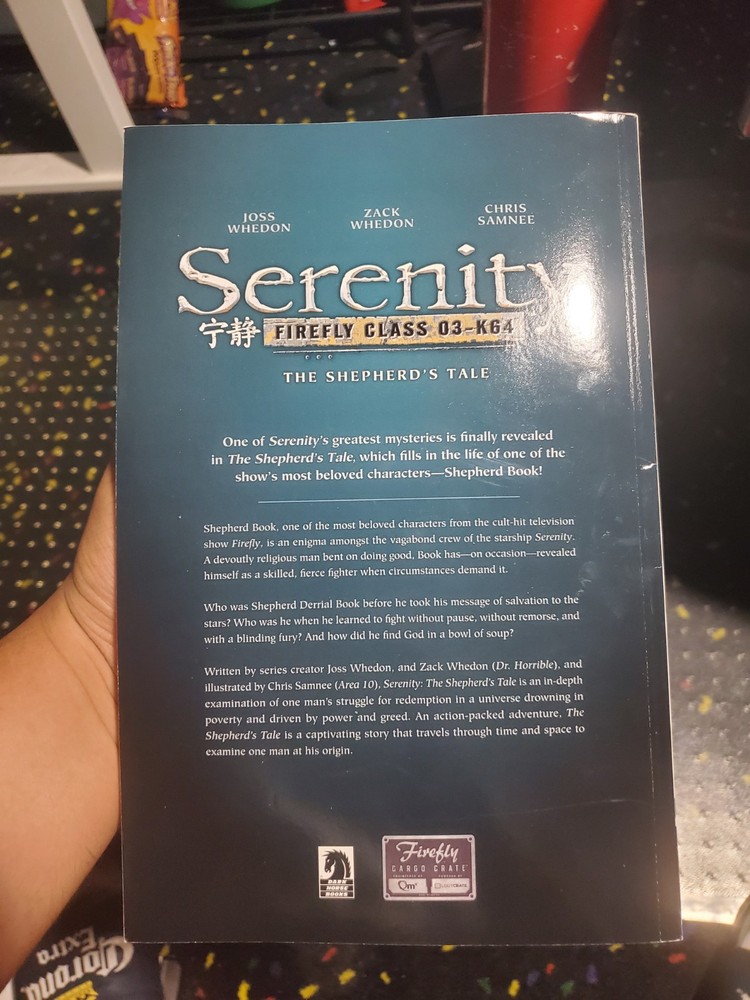 JOSS
WHEDON
ZACK
WHEDON
CHRIS
SAMNEE
Serenity
宁静 FIREFLY CLASS 03-K64
THE SHEPHERD'S TALE
One of Serenity's greatest mysteries is finally revealed
in The Shepherd's Tale, which fills in the life of one of the
show's most beloved characters—Shepherd Book!
Shepherd Book, one of the most beloved characters from the cult-hit television
show Firefly, is an enigma amongst the vagabond crew of the starship Serenity.
A devoutly religious man bent on doing good, Book has—on occasion—revealed
himself as a skilled, fierce fighter when circumstances demand it.
Who was Shepherd Derrial Book before he took his message of salvation to the
stars? Who was he when he learned to fight without pause, without remorse, and
with a blinding fury? And how did he find God in a bowl of soup?
Written by series creator Joss Whedon, and Zack Whedon (Dr. Horrible), and
illustrated by Chris Samnee (Area 10), Serenity: The Shepherd's Tale is an in-depth
examination of one man's struggle for redemption in a universe drowning in
poverty and driven by power and greed. An action-packed adventure, The
Shepherd's Tale is a captivating story that travels through time and space to
examine one man at his origin.
DARK
HORSE
BOOKS
Firefly
CARGO CRATE
Qmx
LOOTCRATE
Corona
Extra